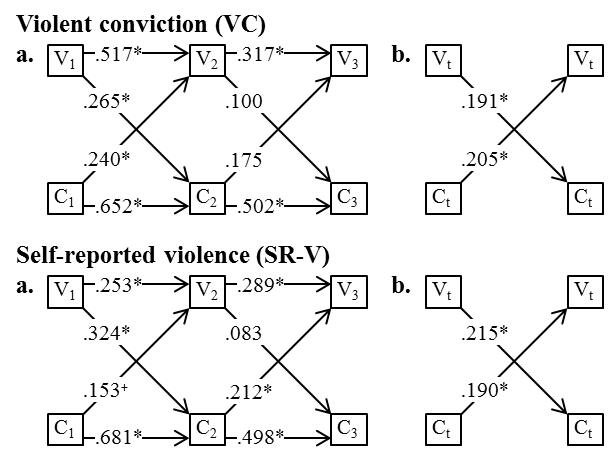 Violent conviction (VC)
a. V1 .517* V2 .317* V3 b. Vt Vt
.265* .100 .191*
.240* .175 .205*
C1 .652* C2 .502* C3 Ct Ct
Self-reported violence (SR-V)
a. V1 .253* V2 .289* V3 b. Vt Vt
.324* .083 .215*
.153+ .212* .190*
C1 .681* C2 .498* C3 Ct Ct